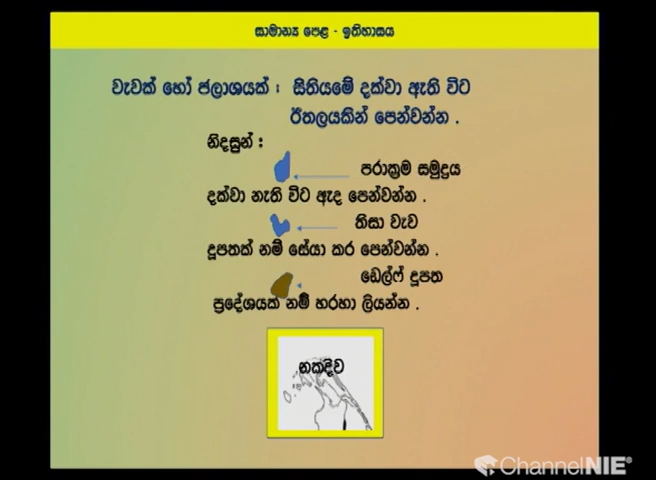 සාමාන්‍ය පෙළ - ඉතිහාසය
වැවක් හෝ ජලාශයක් : සිතියමේ දක්වා ඇති විට
ඊතලයකින් පෙන්වන්න .
නිදසුන් :
පරාක්‍රම සමුද්‍රය
දක්වා නැති විට ඇද පෙන්වන්න .
තිසා වැව
දූපතක් නම් සේයා කර පෙන්වන්න .
ඩෙල්ෆ් දූපත
ප්‍රදේශයක් නම් හරහා ලියන්න .
නකදිව
ChannelNIE®